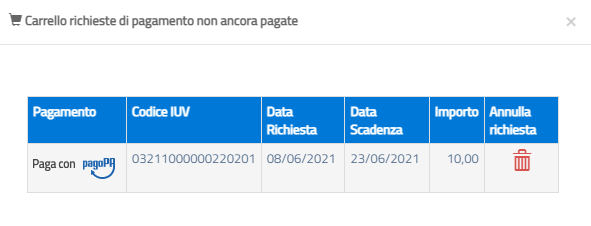 Carrello richieste di pagamento non ancora pagate
×
Pagamento Codice IUV Data Richiesta Data Scadenza Importo Annulla richiesta
Paga con pagoPA 03211000000220201 08/06/2021 23/06/2021 10,00